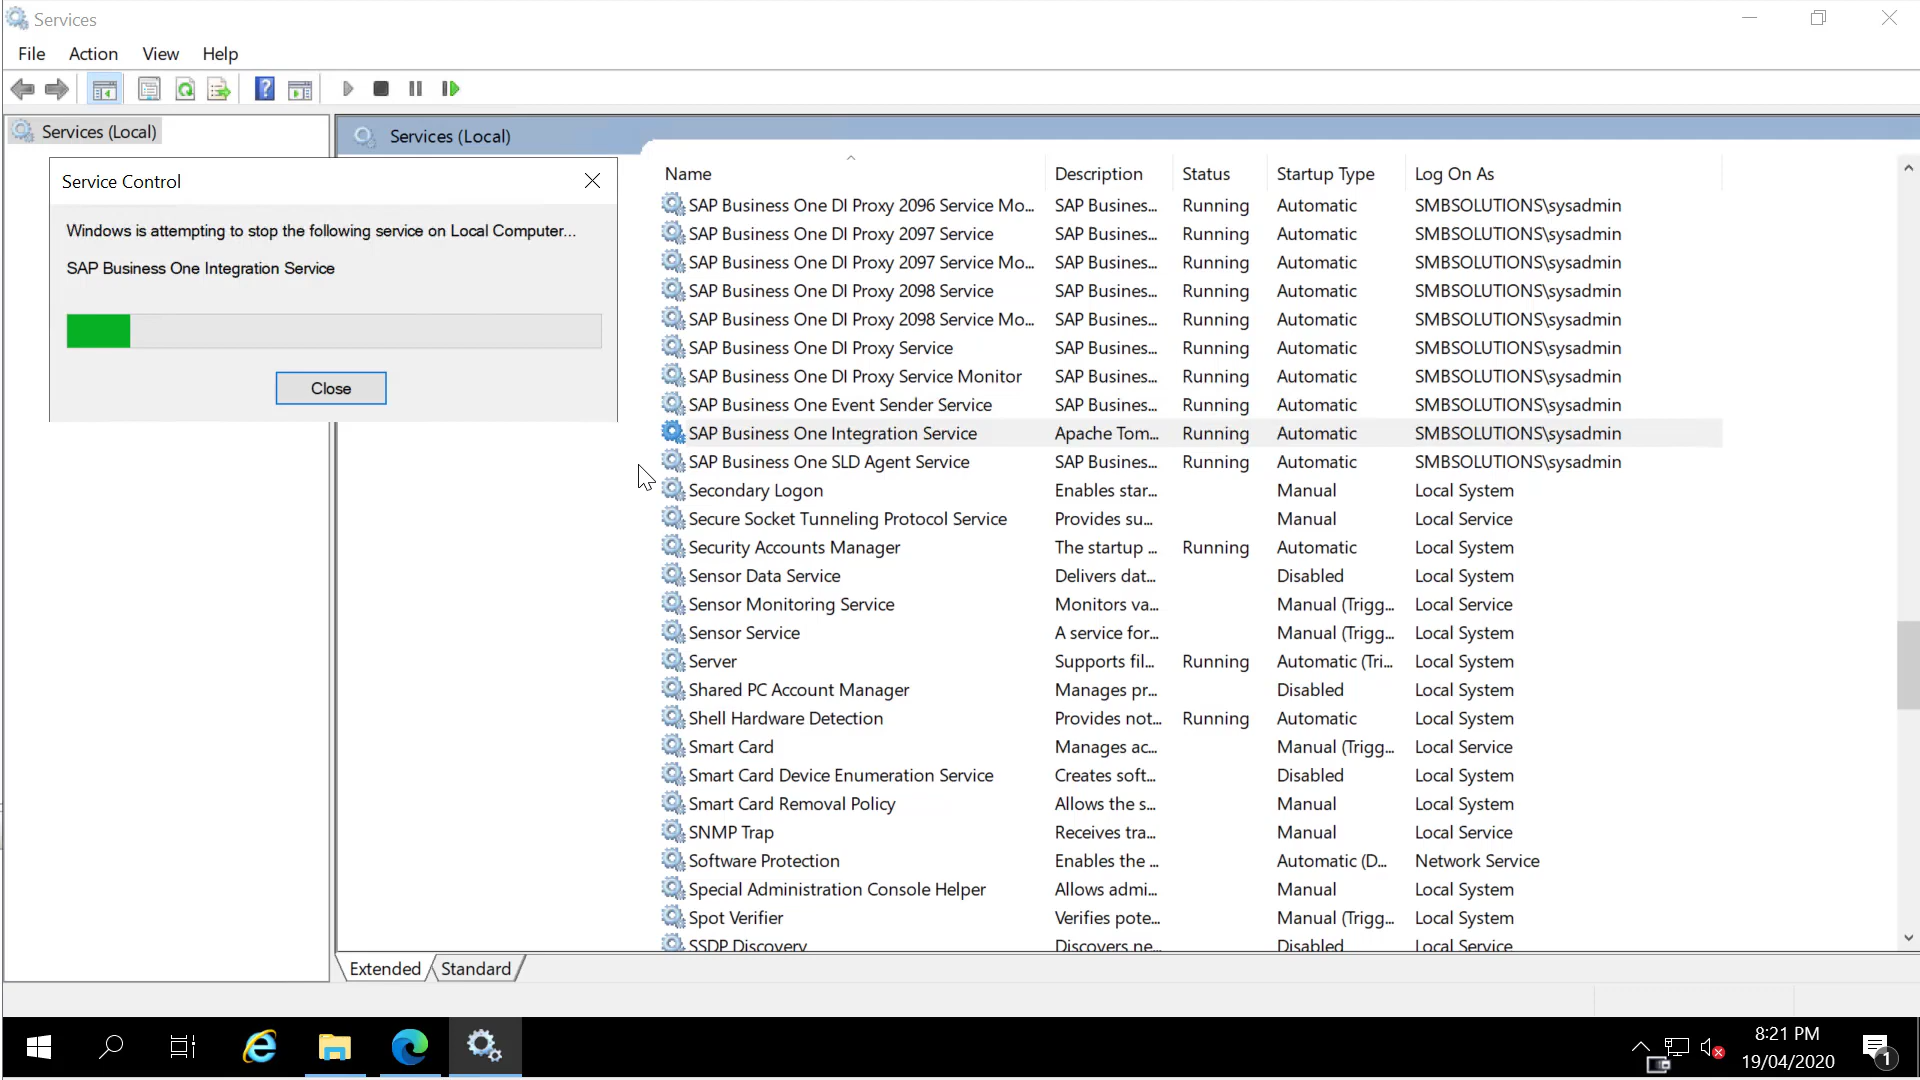 Services
File Action View Help
Services (Local)
Services (Local)
Service Control
Windows is attempting to stop the following service on Local Computer...
SAP Business One Integration Service
Close
Name Description Status Startup Type Log On As
SAP Business One DI Proxy 2096 Service Mo... SAP Busines... Running Automatic SMBSOLUTIONS\sysadmin
SAP Business One DI Proxy 2097 Service SAP Busines... Running Automatic SMBSOLUTIONS\sysadmin
SAP Business One DI Proxy 2097 Service Mo... SAP Busines... Running Automatic SMBSOLUTIONS\sysadmin
SAP Business One DI Proxy 2098 Service SAP Busines... Running Automatic SMBSOLUTIONS\sysadmin
SAP Business One DI Proxy 2098 Service Mo... SAP Busines... Running Automatic SMBSOLUTIONS\sysadmin
SAP Business One DI Proxy Service SAP Busines... Running Automatic SMBSOLUTIONS\sysadmin
SAP Business One DI Proxy Service Monitor SAP Busines... Running Automatic SMBSOLUTIONS\sysadmin
SAP Business One Event Sender Service SAP Busines... Running Automatic SMBSOLUTIONS\sysadmin
SAP Business One Integration Service Apache Tom... Running Automatic SMBSOLUTIONS\sysadmin
SAP Business One SLD Agent Service SAP Busines... Running Automatic SMBSOLUTIONS\sysadmin
Secondary Logon Enables star... Manual Local System
Secure Socket Tunneling Protocol Service Provides su... Manual Local Service
Security Accounts Manager The startup ... Running Automatic Local System
Sensor Data Service Delivers dat... Disabled Local System
Sensor Monitoring Service Monitors va... Manual (Trigg... Local Service
Sensor Service A service for... Manual (Trigg... Local System
Server Supports fil... Running Automatic (Tri... Local System
Shared PC Account Manager Manages pr... Disabled Local System
Shell Hardware Detection Provides not... Running Automatic Local System
Smart Card Manages ac... Manual (Trigg... Local Service
Smart Card Device Enumeration Service Creates soft... Disabled Local System
Smart Card Removal Policy Allows the s... Manual Local System
SNMP Trap Receives tra... Manual Local Service
Software Protection Enables the ... Automatic (D... Network Service
Special Administration Console Helper Allows admi... Manual Local System
Spot Verifier Verifies pote... Manual (Trigg... Local System
SSDP Discovery Discovers ne... Disabled Local Service
Extended Standard
8:21 PM
19/04/2020
1